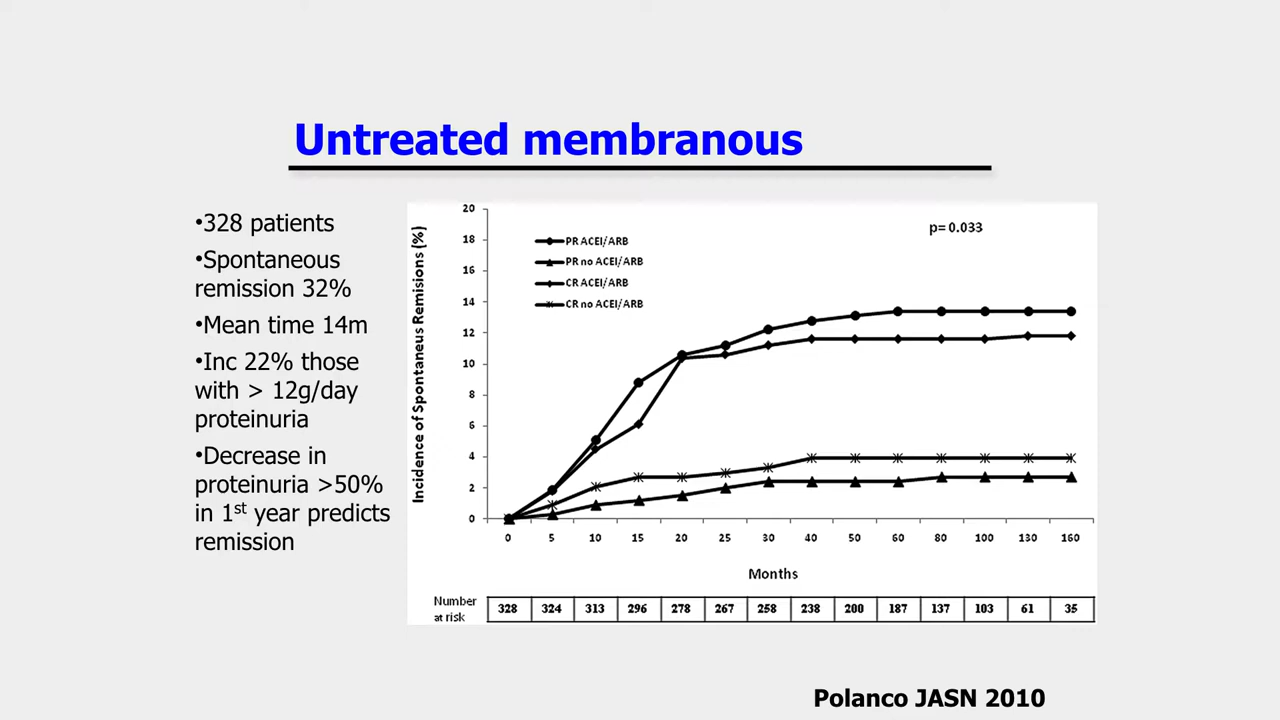 Untreated membranous
•328 patients
•Spontaneous
remission 32%
•Mean time 14m
•Inc 22% those
with > 12g/day
proteinuria
•Decrease in
proteinuria >50%
in 1st year predicts
remission
Incidence of Spontaneus Remisions (%)
20
18
16
14
12
10
8
6
4
2
0
p= 0.033
PR ACEI/ARB
PR no ACEI/ARB
CR ACEI/ARB
CR no ACEI/ARB
0 5 10 15 20 25 30 40 50 60 80 100 130 160
Months
Number
at risk
328 324 313 296 278 267 258 238 200 187 137 103 61 35
Polanco JASN 2010